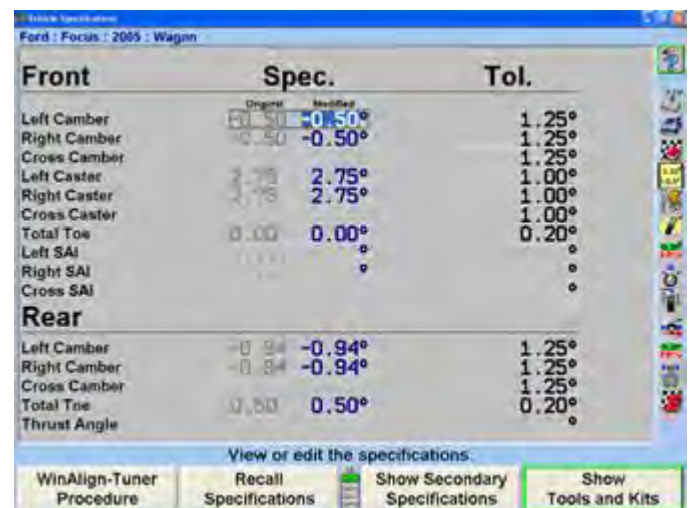 Vehicle Specifications
Ford : Focus : 2005 : Wagon
Front Spec. Tol.
Original Modified
Left Camber -0.50 -0.50° 1.25°
Right Camber -0.50 -0.50° 1.25°
Cross Camber 1.25°
Left Caster 2.75 2.75° 1.00°
Right Caster 2.75 2.75° 1.00°
Cross Caster 1.00°
Total Toe 0.00 0.00° 0.20°
Left SAI ° °
Right SAI ° °
Cross SAI °
Rear
Left Camber -0.94 -0.94° 1.25°
Right Camber -0.94 -0.94° 1.25°
Cross Camber 1.25°
Total Toe 0.50 0.50° 0.20°
Thrust Angle °
View or edit the specifications.
WinAlign-Tuner Procedure
Recall Specifications
Show Secondary Specifications
Show Tools and Kits